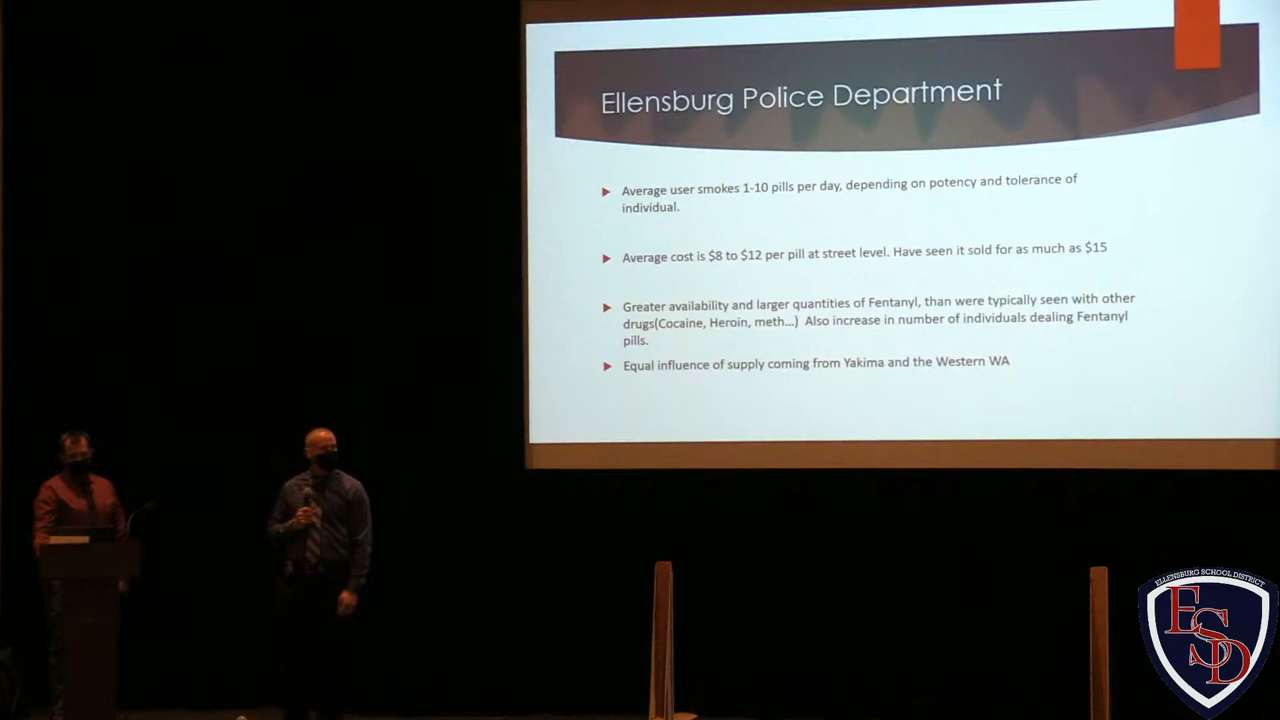 Ellensburg Police Department
Average user smokes 1-10 pills per day, depending on potency and tolerance of
individual.
Average cost is $8 to $12 per pill at street level. Have seen it sold for as much as $15
Greater availability and larger quantities of Fentanyl, than were typically seen with other
drugs(Cocaine, Heroin, meth...) Also increase in number of individuals dealing Fentanyl
pills.
Equal influence of supply coming from Yakima and the Western WA
ELLENSBURG SCHOOL DISTRICT
ESD